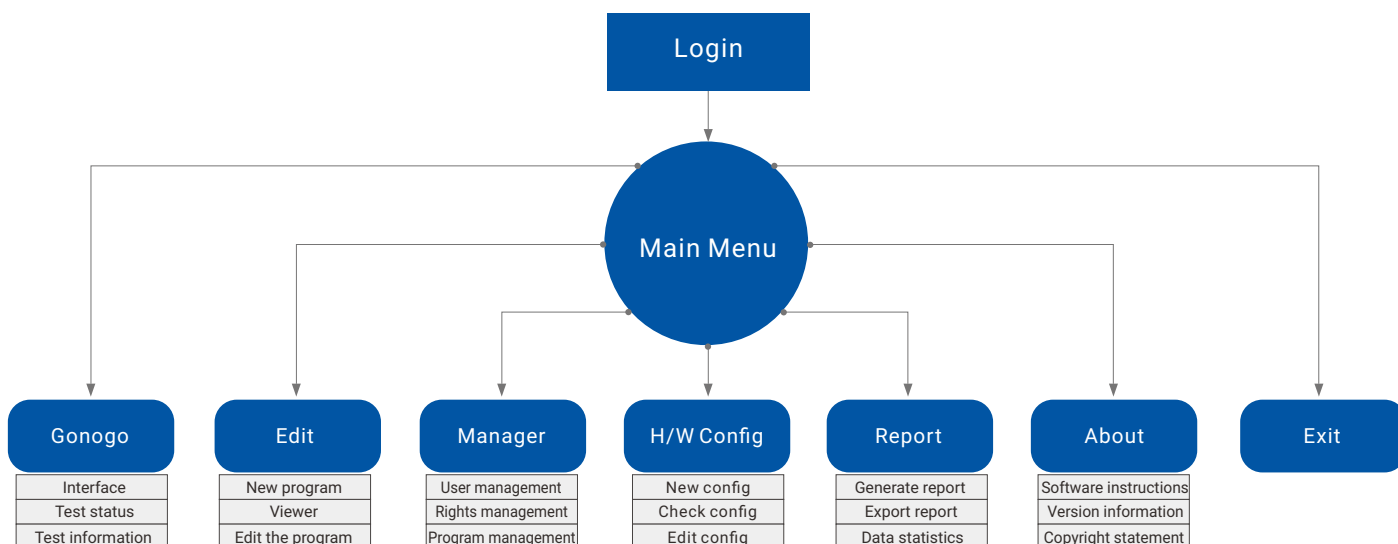 Login
Main Menu
Gonogo
Edit
Manager
H/W Config
Report
About
Exit
Interface
New program
User management
New config
Generate report
Software instructions
Test status
Viewer
Rights management
Check config
Export report
Version information
Test information
Edit the program
Program management
Edit config
Data statistics
Copyright statement